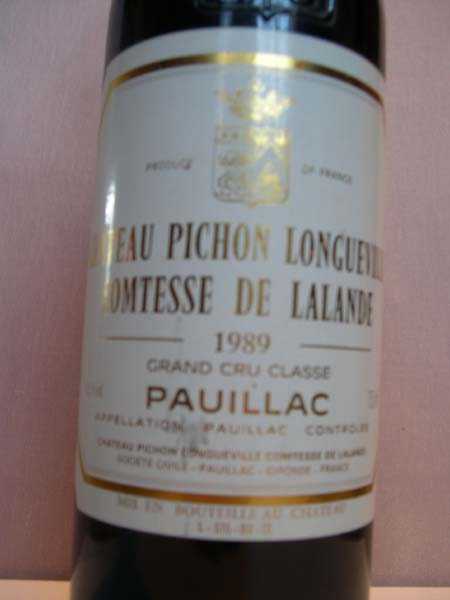 PRODUCE OF FRANCE
CHATEAU PICHON LONGUEVILLE
COMTESSE DE LALANDE
1989
GRAND CRU CLASSE
PAUILLAC
APPELLATION PAUILLAC CONTROLEE
CHATEAU PICHON LONGUEVILLE COMTESSE DE LALANDE
SOCIETE CIVILE - PAUILLAC - GIRONDE - FRANCE
MIS EN BOUTEILLE AU CHATEAU